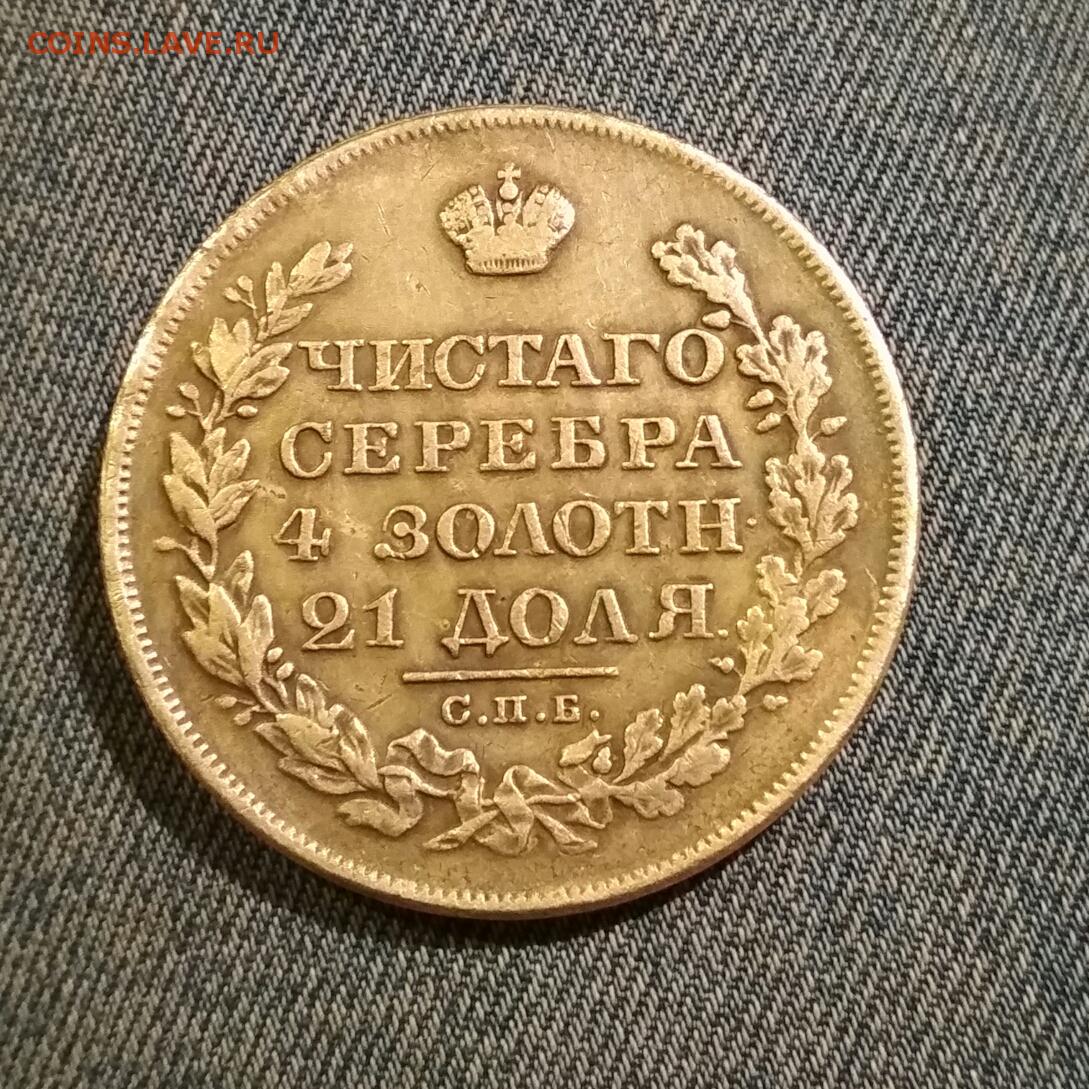 COINS.LAVE.RU
ЧИСТАГО
СЕРЕБРА
4 ЗОЛОТН.
21 ДОЛЯ.
С.П.Б.